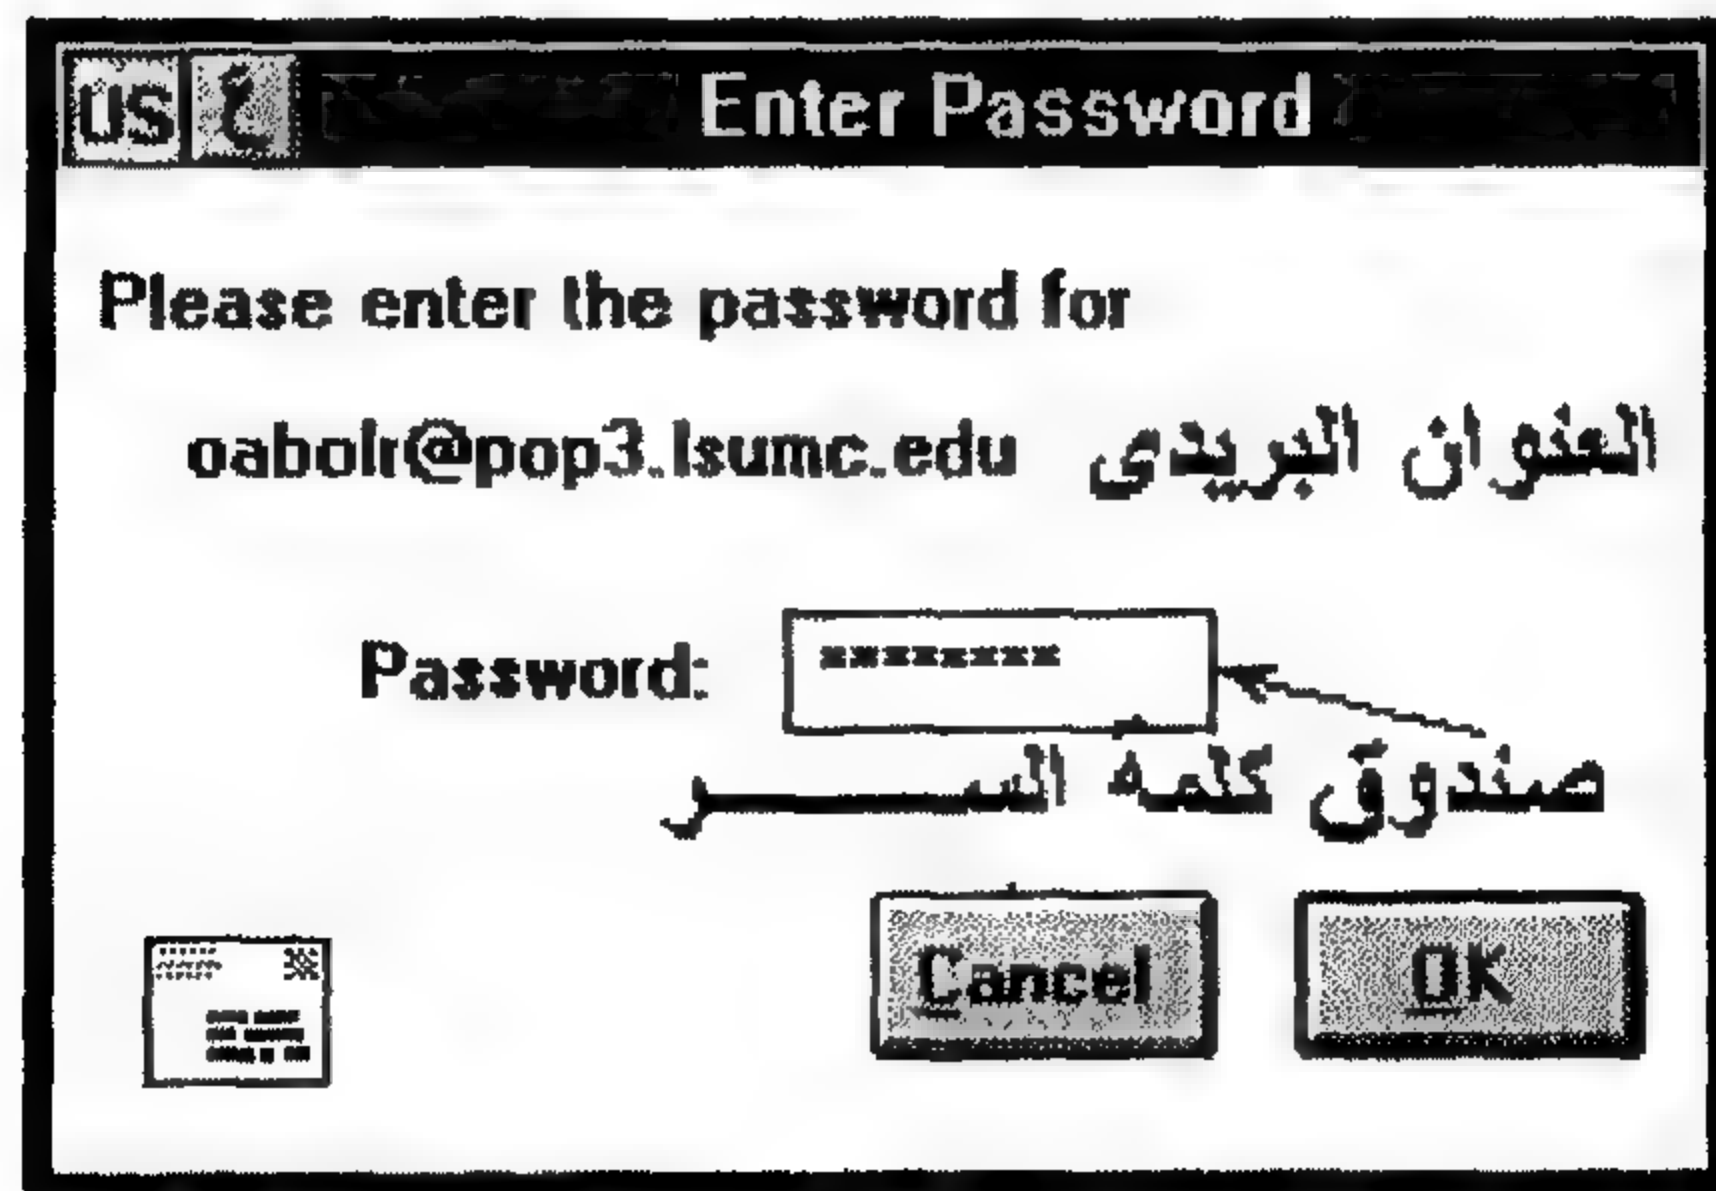 US ع Enter Password
Please enter the password for
oabolr@pop3.lsumc.edu العنوان البريدى
Password: ********
صندوق كلمه الســـــــر
Cancel OK